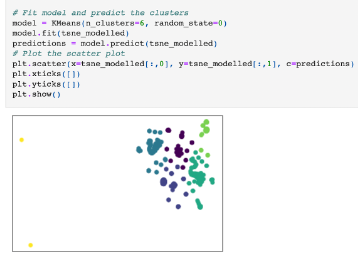 # Fit model and predict the clusters
model = KMeans(n_clusters=6, random_state=0)
model.fit(tsne_modelled)
predictions = model.predict(tsne_modelled)
# Plot the scatter plot
plt.scatter(x=tsne_modelled[:,0], y=tsne_modelled[:,1], c=predictions)
plt.xticks([])
plt.yticks([])
plt.show()